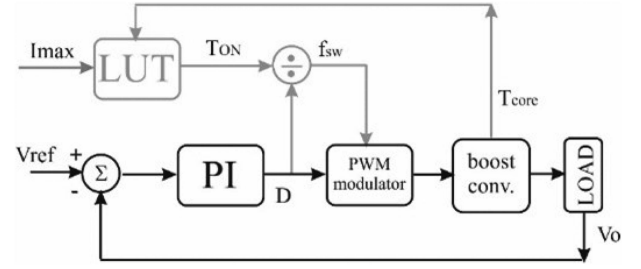 Imax
LUT
TON
÷
fsw
Tcore
Vref
+
-
Σ
PI
D
PWM
modulator
boost
conv.
LOAD
Vo